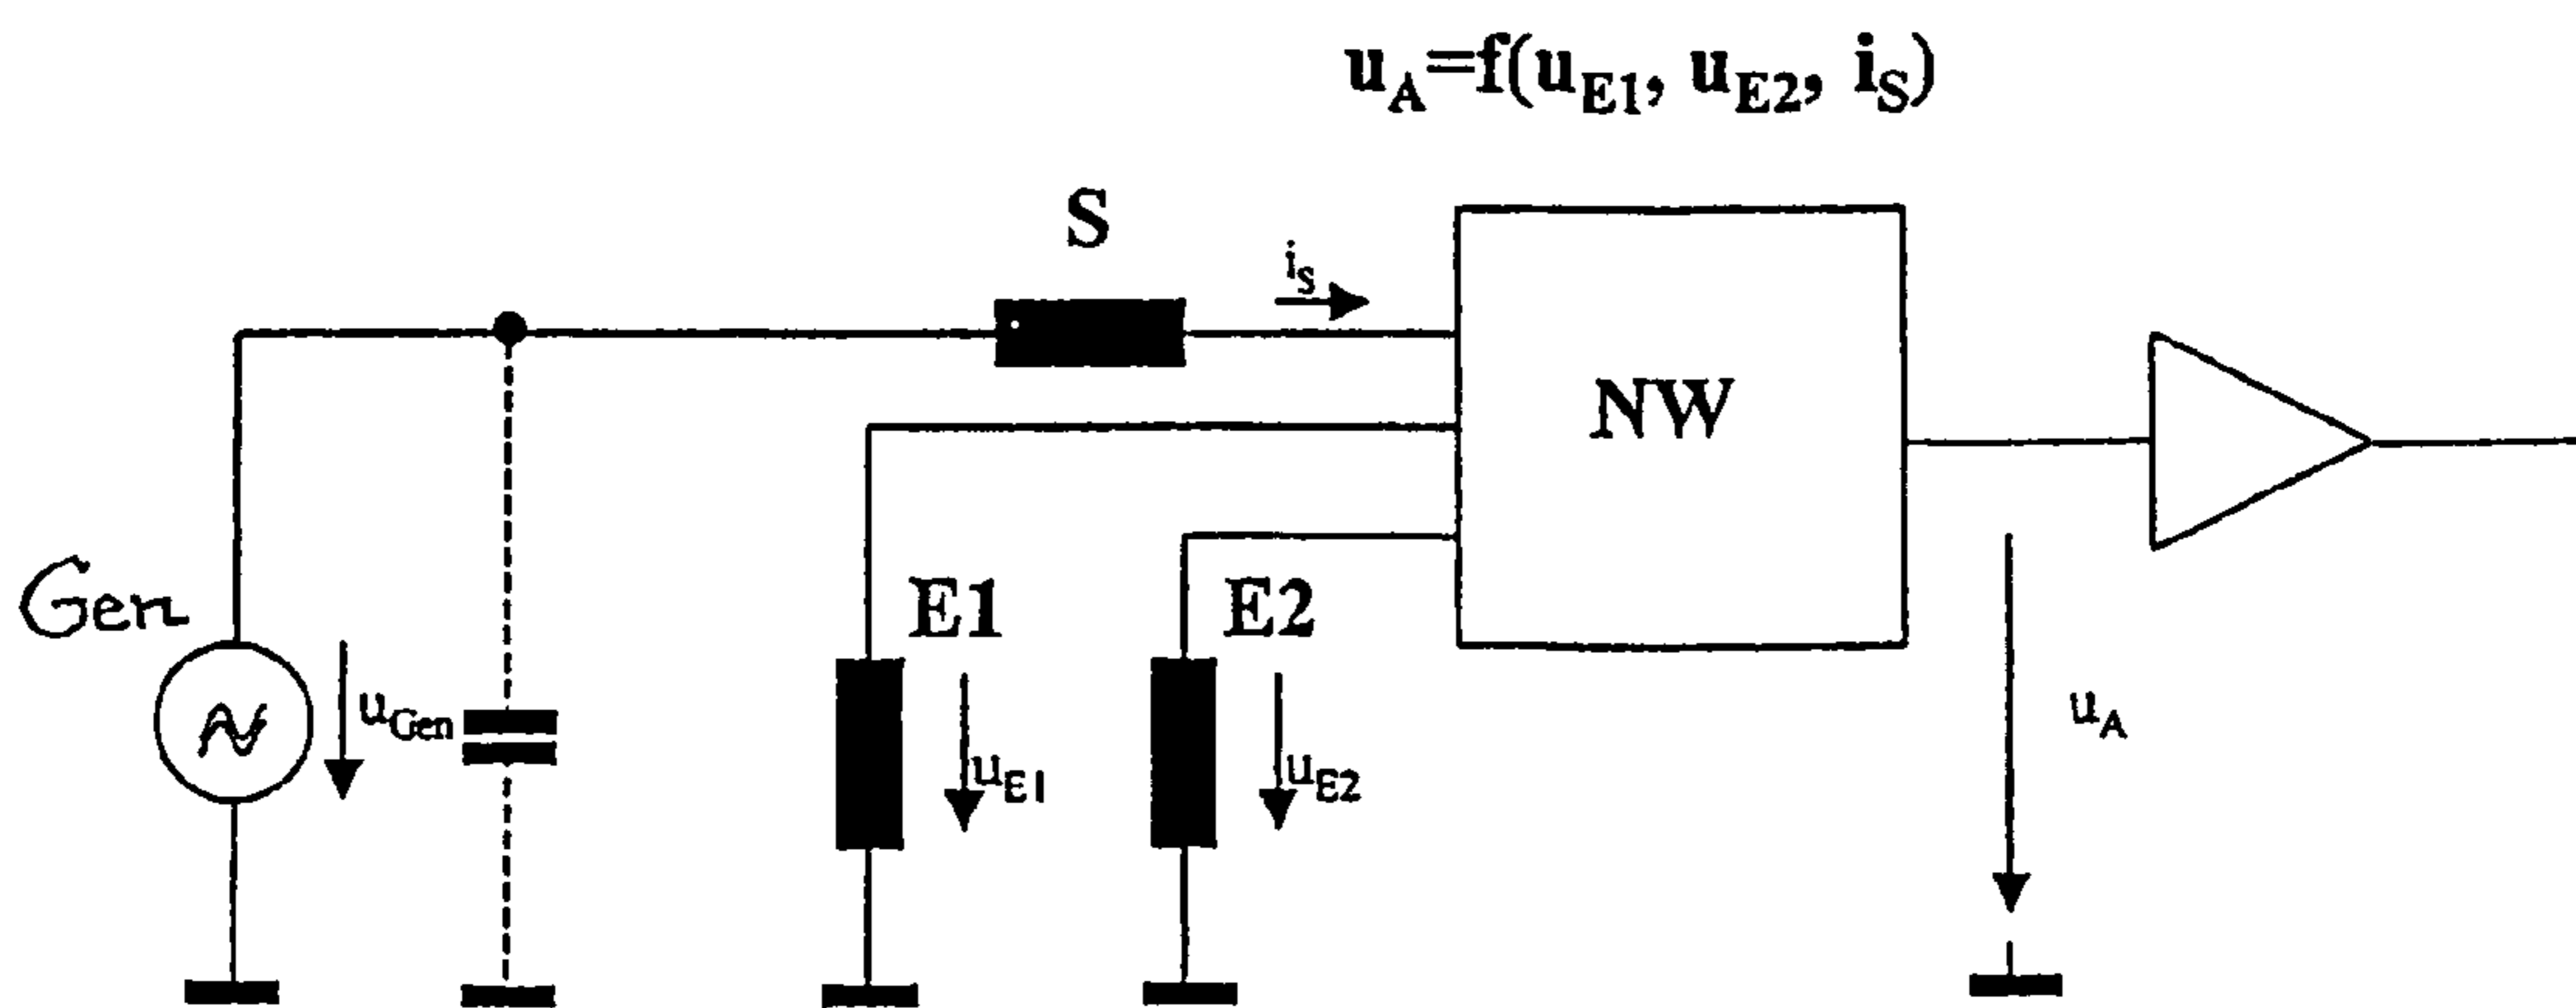 u_A=f(u_E1, u_E2, i_S)
S
i_S
NW
Gen
E1
E2
u_Gen
u_E1
u_E2
u_A